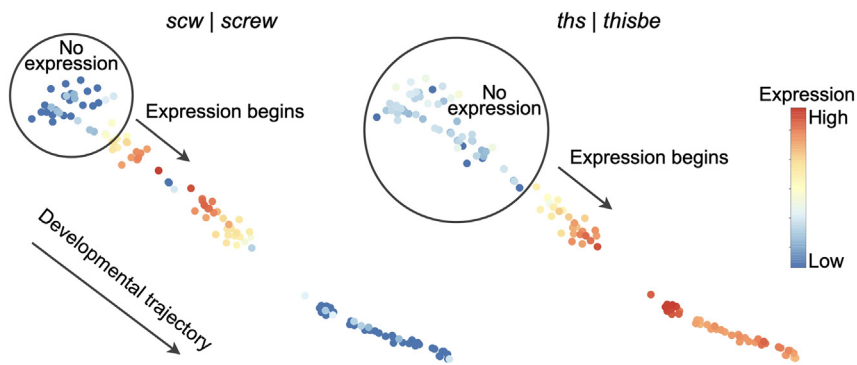 scw | screw
ths | thisbe
No
expression
Expression begins
No
expression
Expression begins
Expression
High
Low
Developmental trajectory